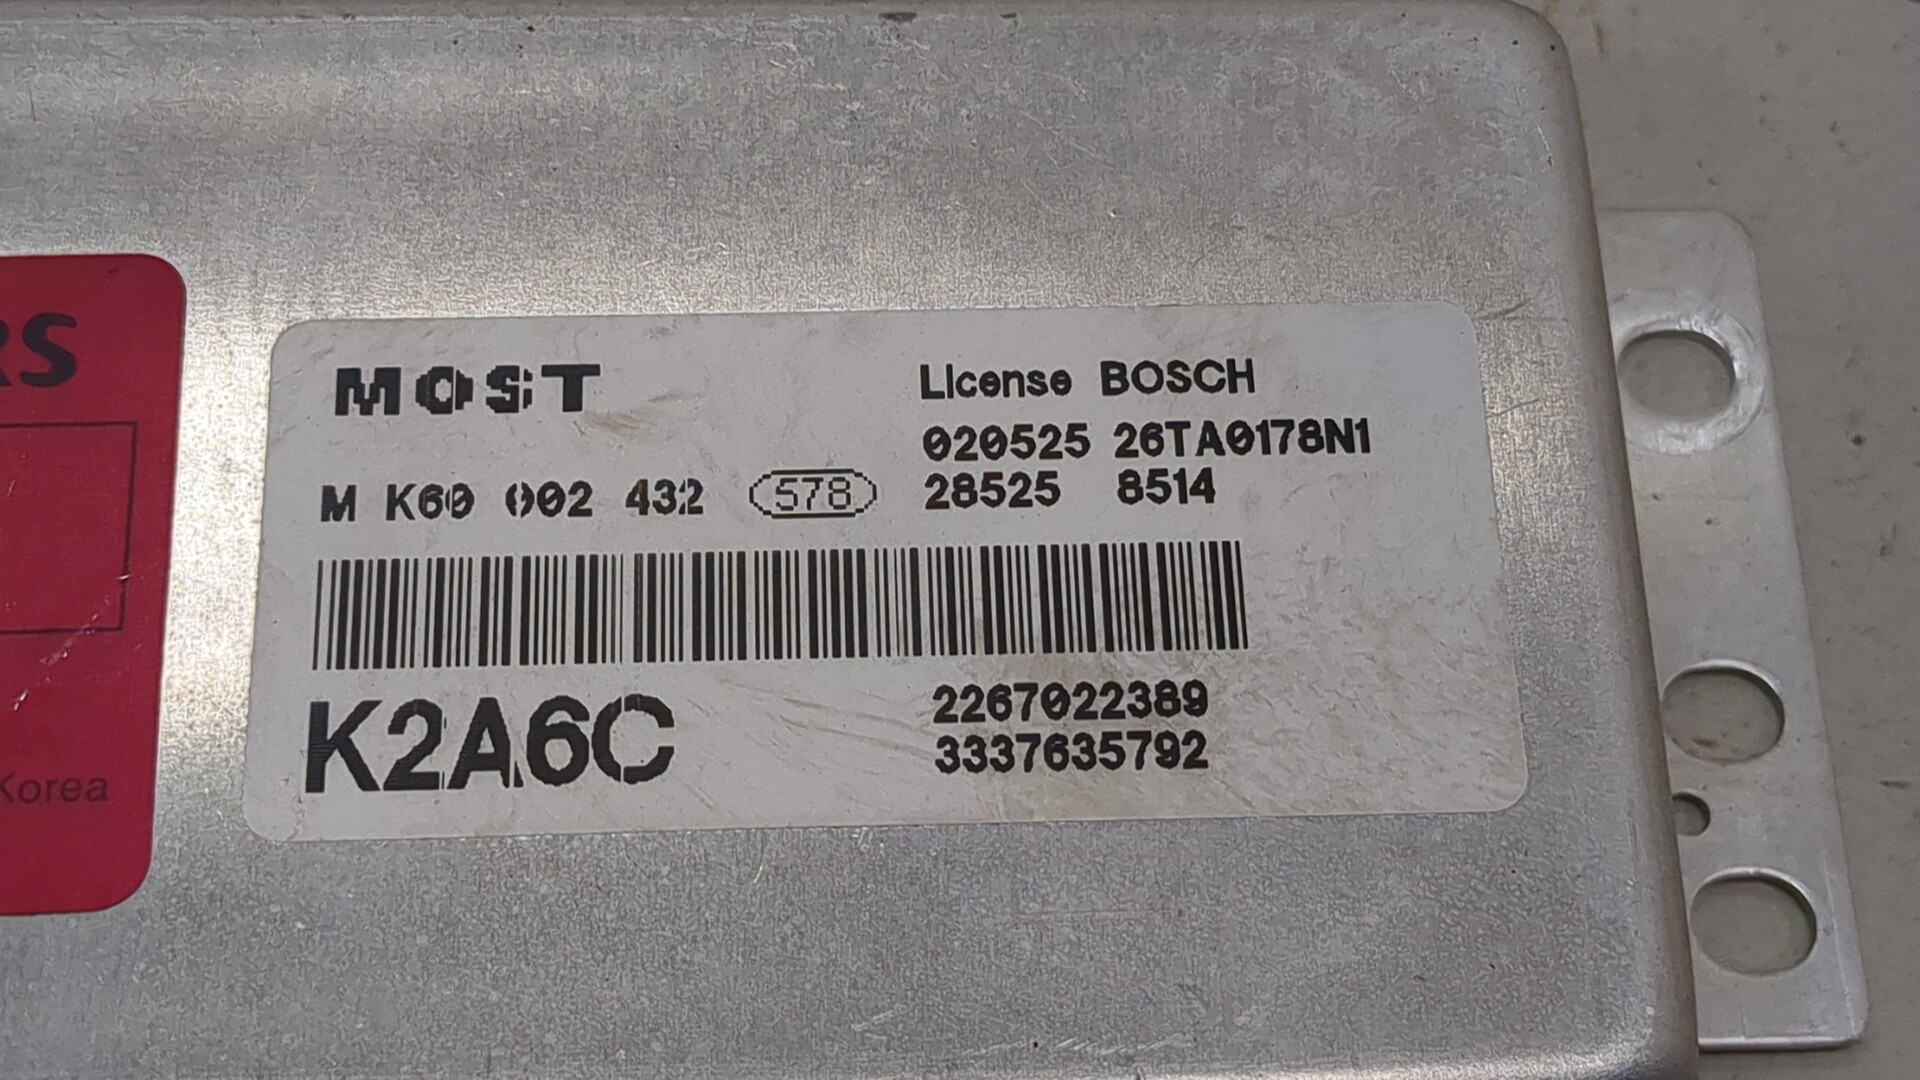 RS
Korea
MOST
License BOSCH
020525 26TA0178N1
M K60 002 432 578 28525 8514
K2A6C
2267022389
3337635792